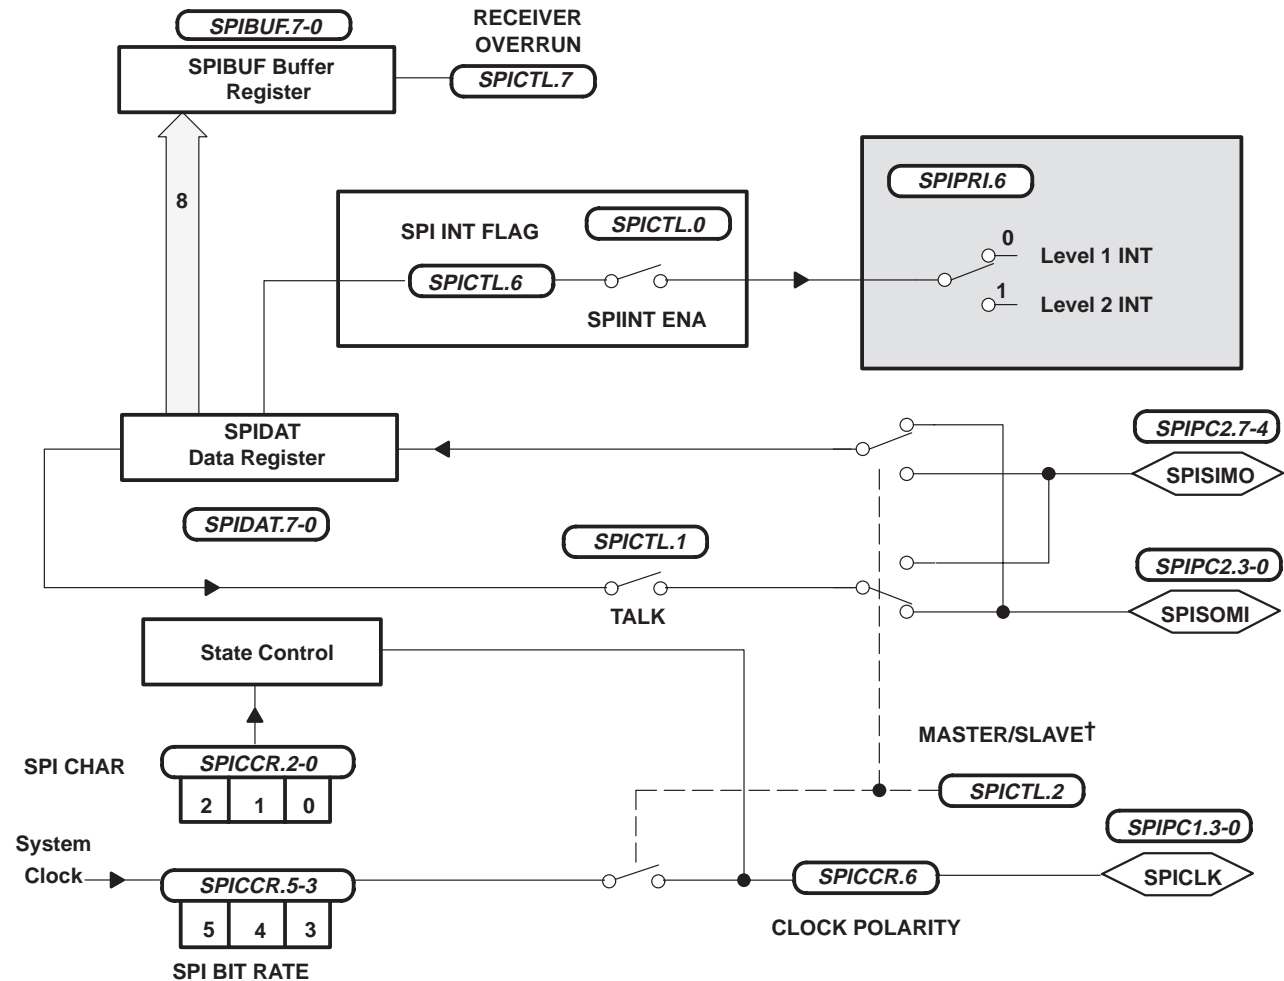 SPIBUF.7-0
RECEIVER
OVERRUN
SPIBUF Buffer
Register
SPICTL.7
8
SPIPRI.6
SPI INT FLAG
SPICTL.0
0
Level 1 INT
SPICTL.6
1
Level 2 INT
SPIINT ENA
SPIDAT
Data Register
SPIPC2.7-4
SPISIMO
SPIDAT.7-0
SPICTL.1
SPIPC2.3-0
TALK
SPISOMI
State Control
MASTER/SLAVE†
SPI CHAR
SPICCR.2-0
2 1 0
SPICTL.2
SPIPC1.3-0
System
Clock
SPICCR.5-3
SPICCR.6
SPICLK
5 4 3
CLOCK POLARITY
SPI BIT RATE